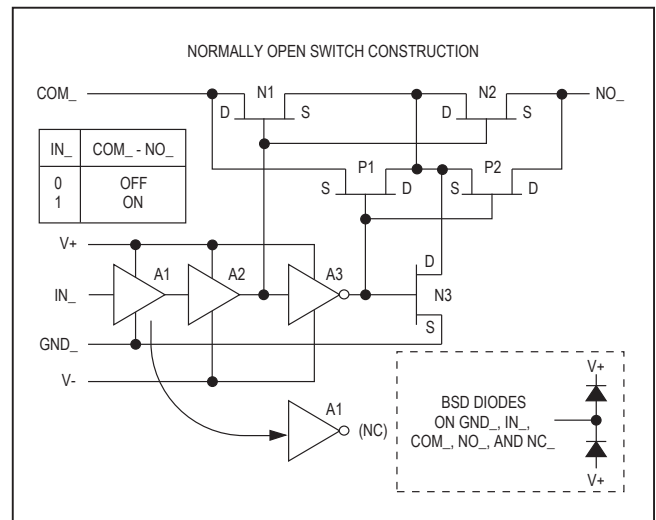 NORMALLY OPEN SWITCH CONSTRUCTION
COM_
N1
N2
NO_
D
S
D
S
IN_ COM_ - NO_
0 OFF
1 ON
P1
P2
S
D
S
D
V+
A1
A2
A3
D
IN_
N3
S
GND_
V-
A1
(NC)
V+
BSD DIODES
ON GND_, IN_,
COM_, NO_, AND NC_
V+